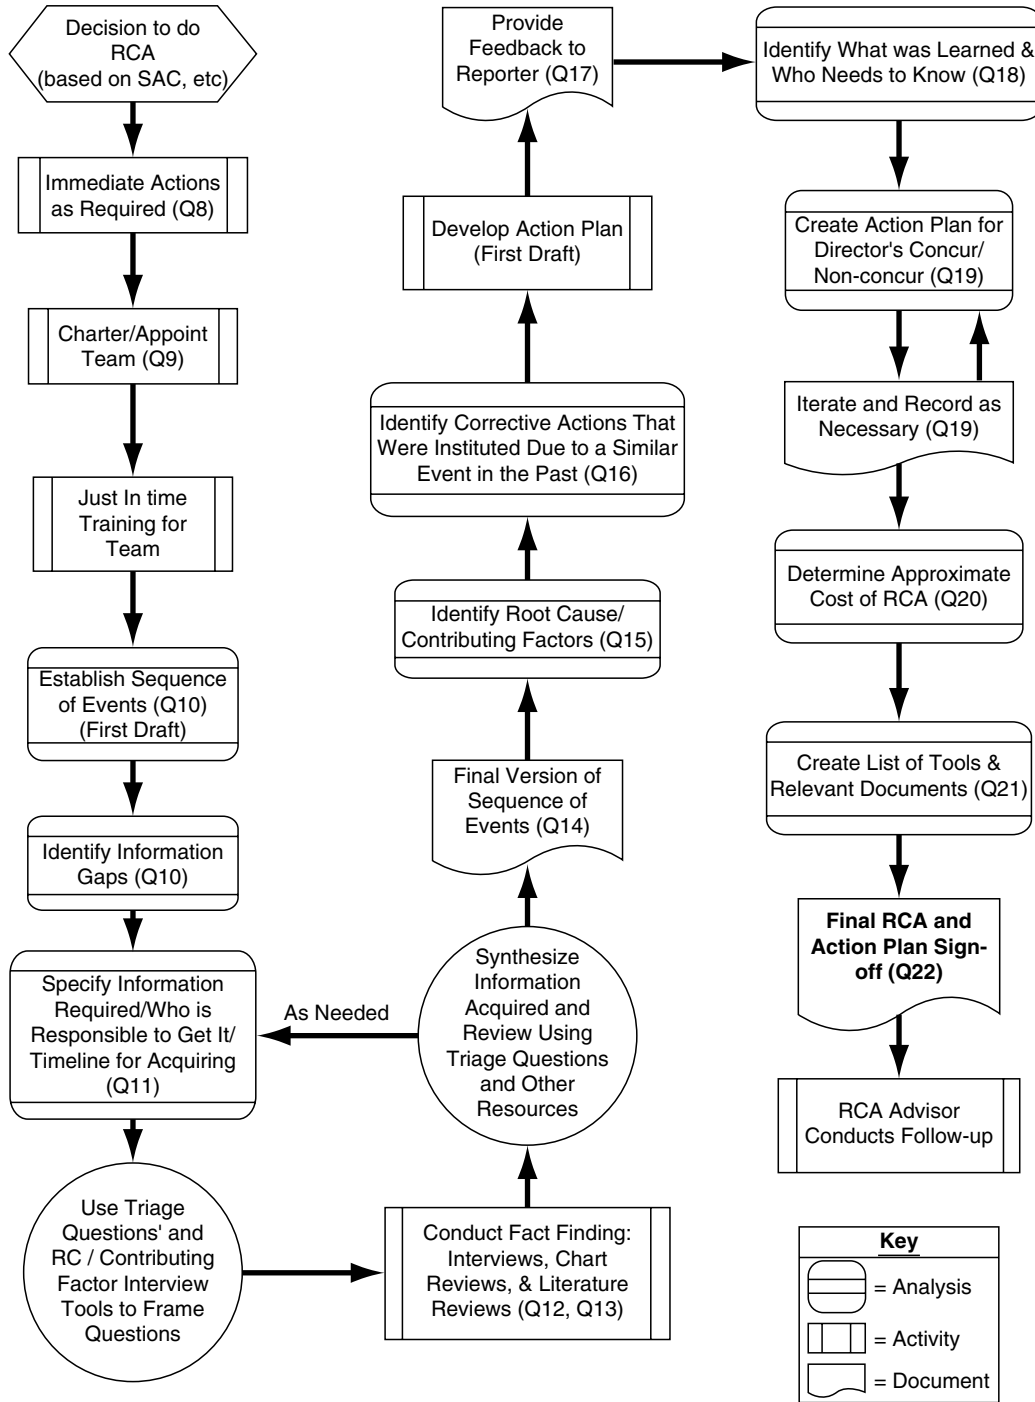 Decision to do
RCA
(based on SAC, etc)
Immediate Actions
as Required (Q8)
Charter/Appoint
Team (Q9)
Just In time
Training for
Team
Establish Sequence
of Events (Q10)
(First Draft)
Identify Information
Gaps (Q10)
Specify Information
Required/Who is
Responsible to Get It/
Timeline for Acquiring
(Q11)
Use Triage
Questions' and
RC / Contributing
Factor Interview
Tools to Frame
Questions
Conduct Fact Finding:
Interviews, Chart
Reviews, & Literature
Reviews (Q12, Q13)
Synthesize
Information
Acquired and
Review Using
Triage Questions
and Other
Resources
As Needed
Final Version of
Sequence of
Events (Q14)
Identify Root Cause/
Contributing Factors (Q15)
Identify Corrective Actions That
Were Instituted Due to a Similar
Event in the Past (Q16)
Develop Action Plan
(First Draft)
Provide
Feedback to
Reporter (Q17)
Identify What was Learned &
Who Needs to Know (Q18)
Create Action Plan for
Director's Concur/
Non-concur (Q19)
Iterate and Record as
Necessary (Q19)
Determine Approximate
Cost of RCA (Q20)
Create List of Tools &
Relevant Documents (Q21)
Final RCA and
Action Plan Sign-
off (Q22)
RCA Advisor
Conducts Follow-up
Key
= Analysis
= Activity
= Document